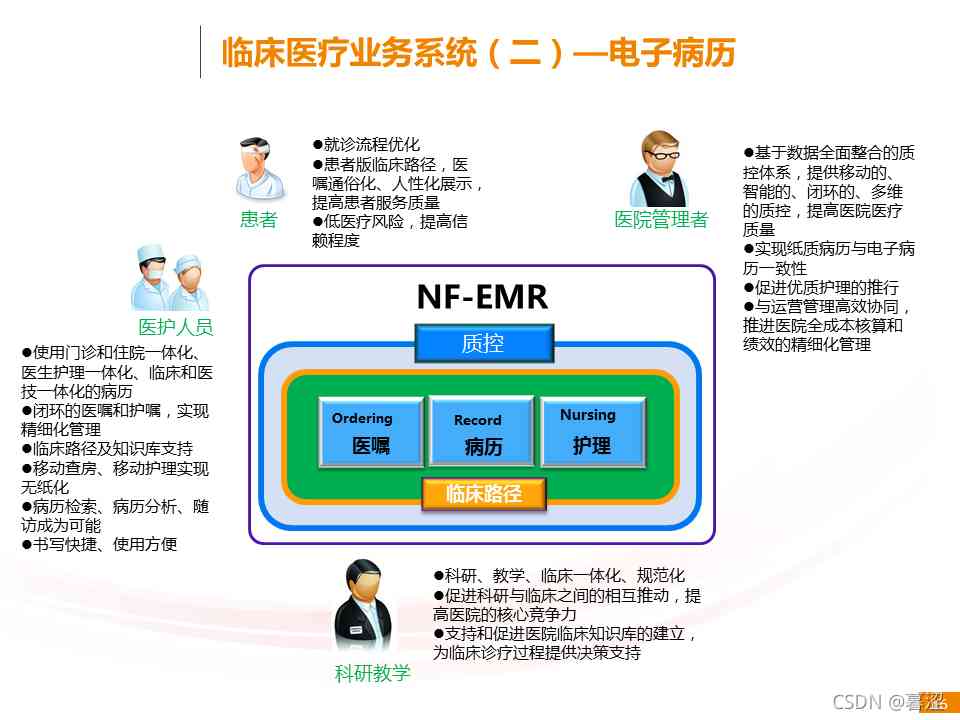 临床医疗业务系统（二）—电子病历
●就诊流程优化
●患者版临床路径，医
嘱通俗化、人性化展示，
提高患者服务质量
●低医疗风险，提高信
赖程度
患者
医院管理者
●基于数据全面整合的质
控体系，提供移动的、
智能的、闭环的、多维
的质控，提高医院医疗
质量
●实现纸质病历与电子病
历一致性
●促进优质护理的推行
●与运营管理高效协同，
推进医院全成本核算和
绩效的精细化管理
医护人员
●使用门诊和住院一体化、
医生护理一体化、临床和医
技一体化的病历
●闭环的医嘱和护嘱，实现
精细化管理
●临床路径及知识库支持
●移动查房、移动护理实现
无纸化
●病历检索、病历分析、随
访成为可能
●书写快捷、使用方便
NF-EMR
质控
Ordering
医嘱
Record
病历
Nursing
护理
临床路径
科研教学
●科研、教学、临床一体化、规范化
●促进科研与临床之间的相互推动，提
高医院的核心竞争力
●支持和促进医院临床知识库的建立，
为临床诊疗过程提供决策支持
CSDN @暮涩